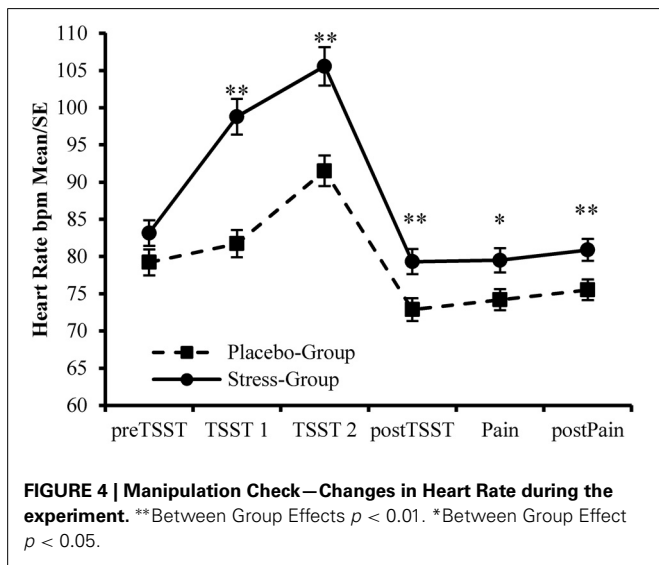 110
105
100
95
90
85
80
75
70
65
60
Heart Rate bpm Mean/SE
**
**
**
*
**
Placebo-Group
Stress-Group
preTSST TSST 1 TSST 2 postTSST Pain postPain
FIGURE 4 | Manipulation Check—Changes in Heart Rate during the
experiment. **Between Group Effects p < 0.01. *Between Group Effect
p < 0.05.